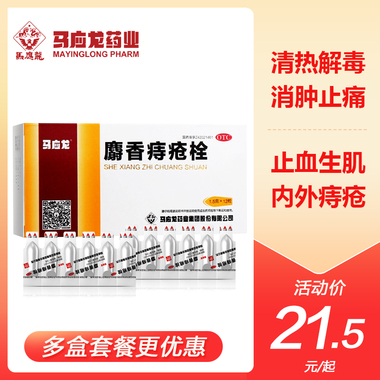 马应龙药业
MAYINGLONG PHARM
馬應龍
清热解毒
消肿止痛
止血生肌
内外痔疮
马应龙
OTC
麝香痔疮栓
SHE XIANG ZHI CHUANG SHUAN
马应龙药业集团股份有限公司
多盒套餐更优惠
活动价
21.5
元/起